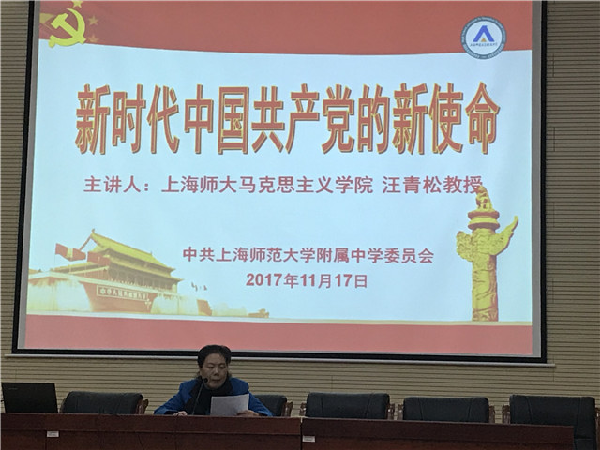 新时代中国共产党的新使命
主讲人：上海师大马克思主义学院 汪青松教授
中共上海师范大学附属中学委员会
2017年11月17日